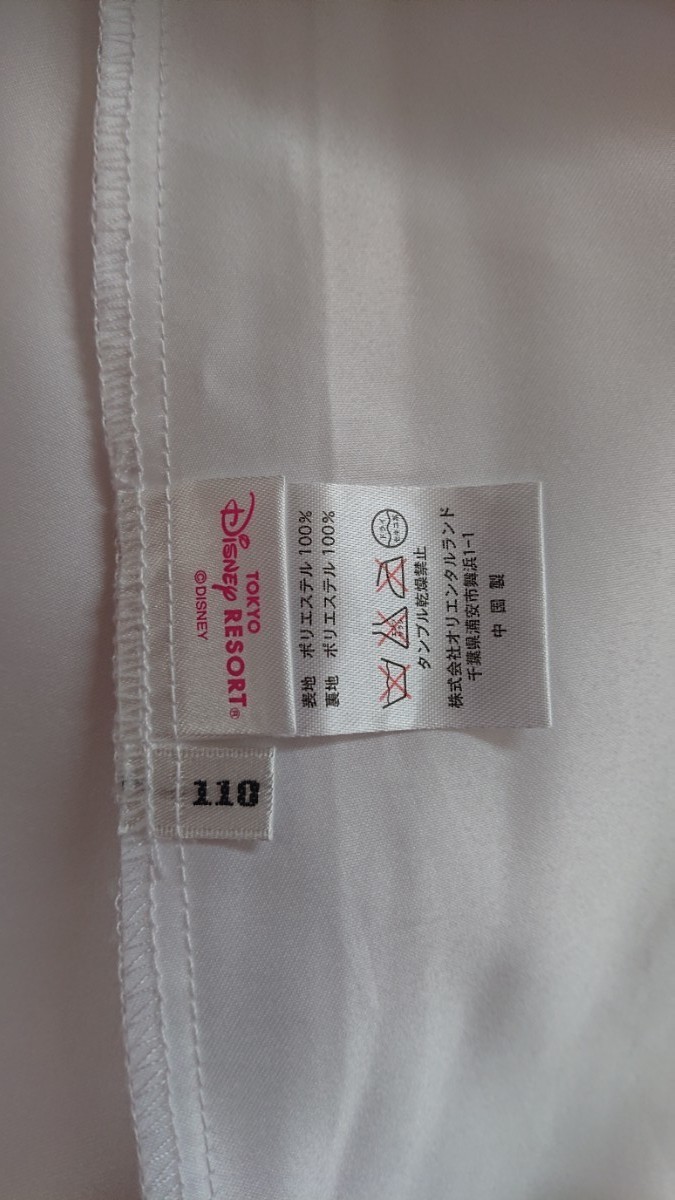 TOKYO
Disney RESORT®
©DISNEY
表地 ポリエステル 100%
裏地 ポリエステル 100%
ドライ
タンブル乾燥禁止
株式会社オリエンタルランド
千葉県浦安市舞浜1-1
中国製
110